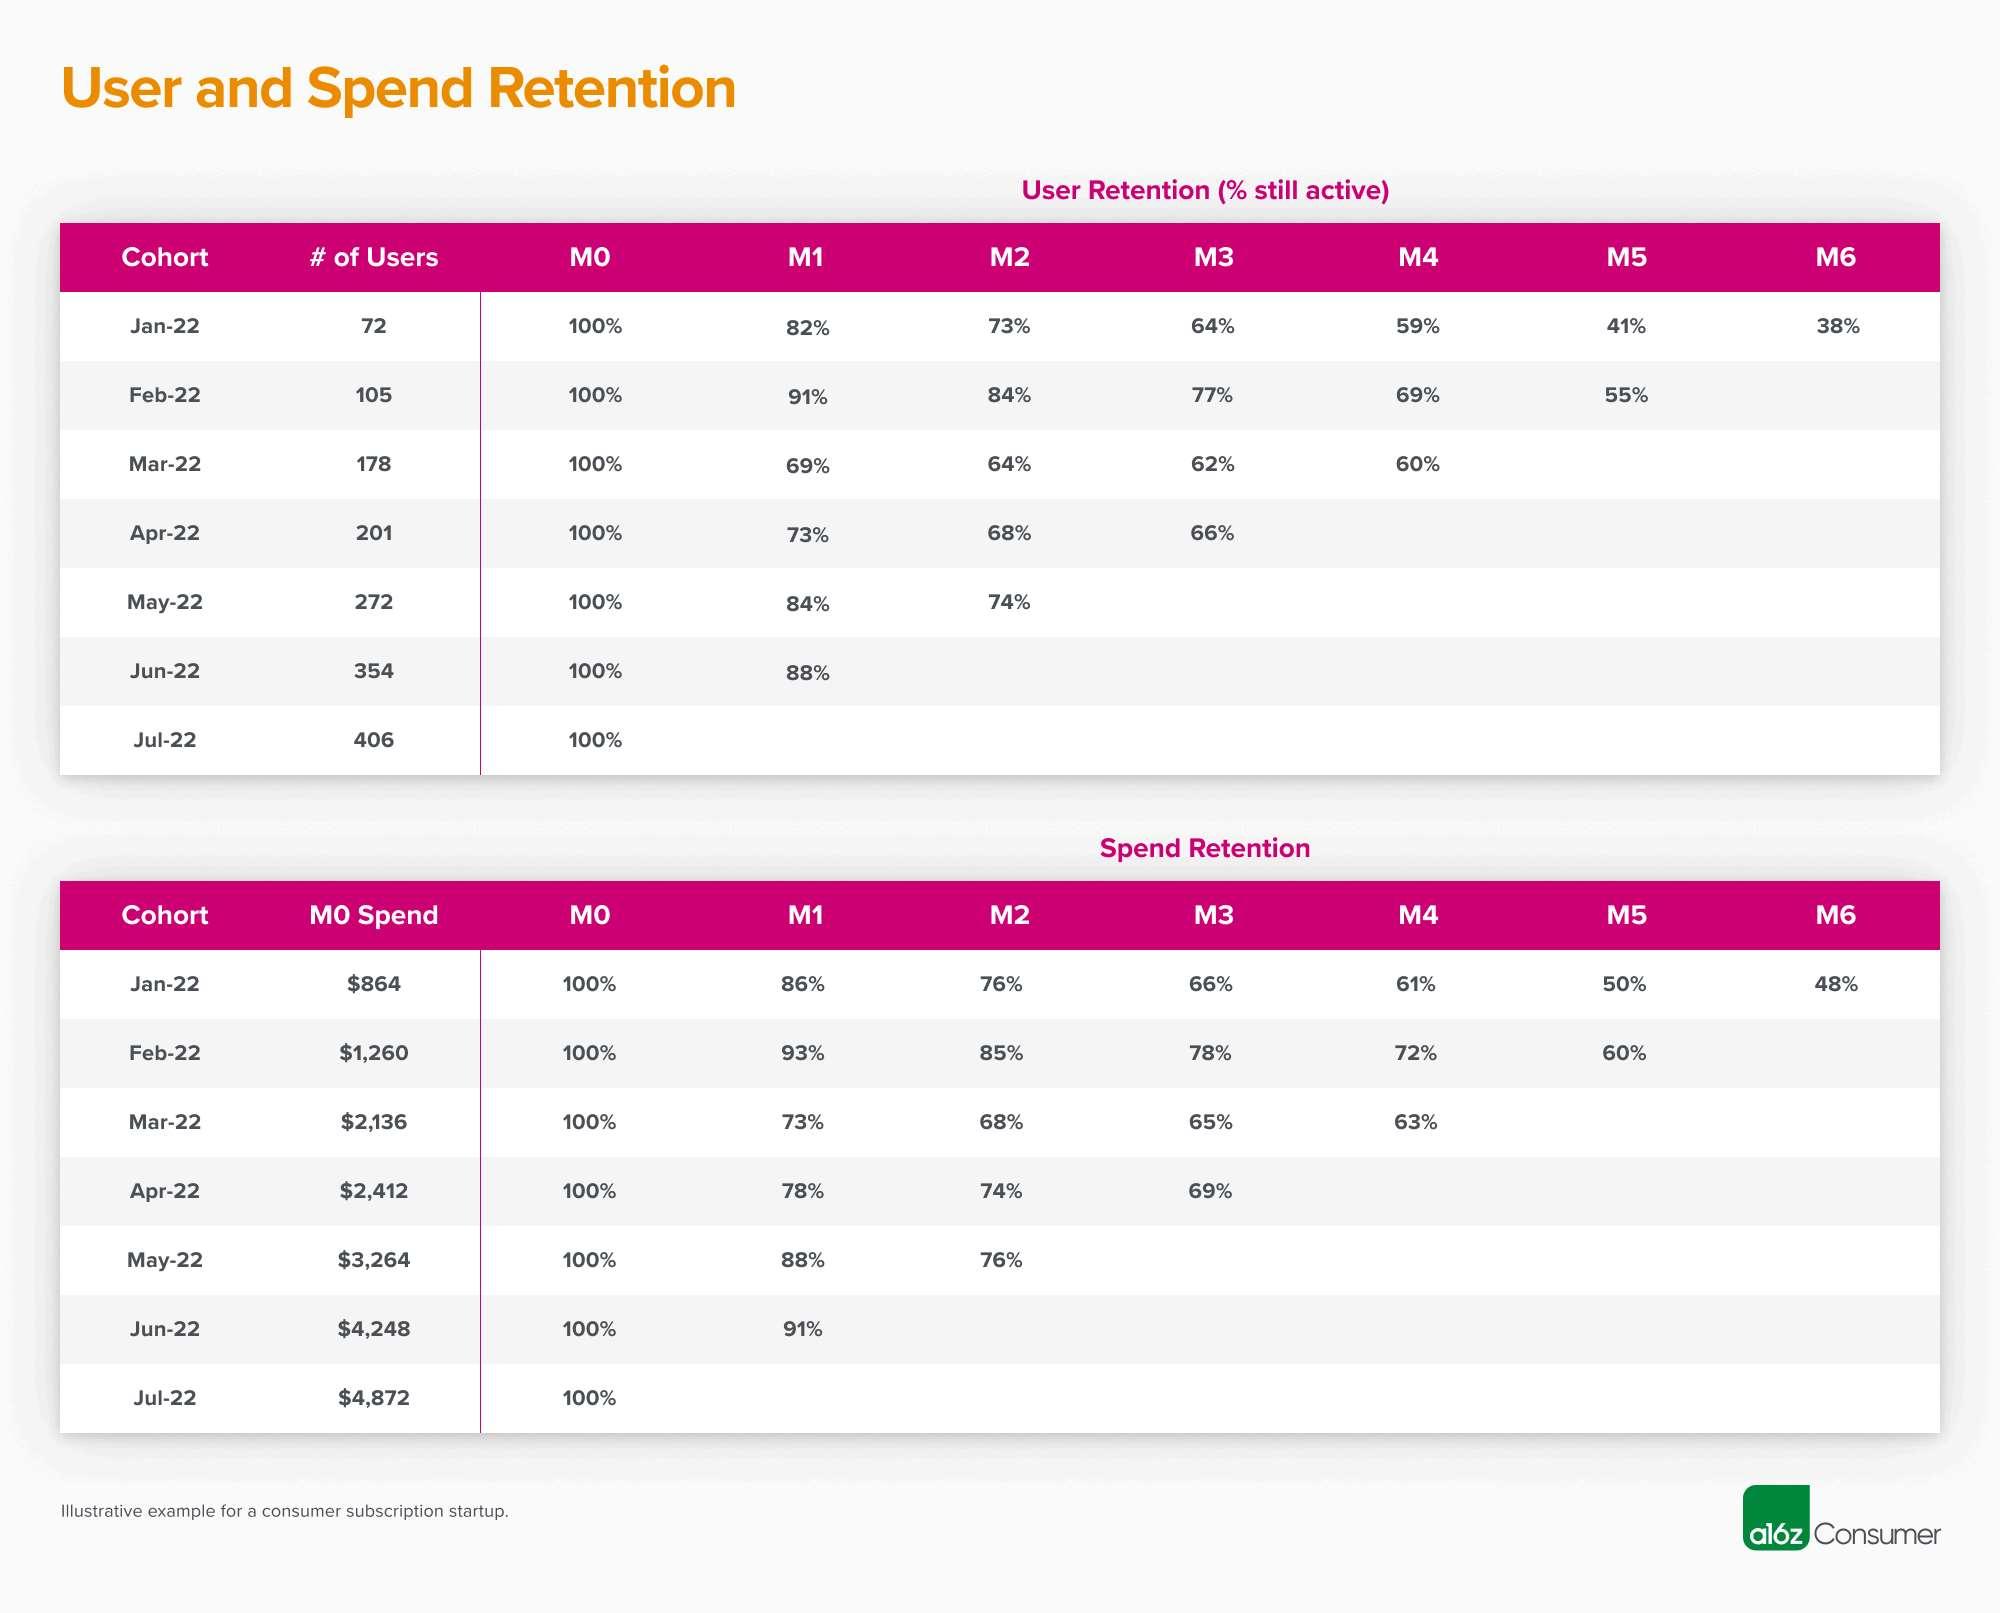 User and Spend Retention
User Retention (% still active)
Cohort # of Users M0 M1 M2 M3 M4 M5 M6
Jan-22 72 100% 82% 73% 64% 59% 41% 38%
Feb-22 105 100% 91% 84% 77% 69% 55%
Mar-22 178 100% 69% 64% 62% 60%
Apr-22 201 100% 73% 68% 66%
May-22 272 100% 84% 74%
Jun-22 354 100% 88%
Jul-22 406 100%
Spend Retention
Cohort M0 Spend M0 M1 M2 M3 M4 M5 M6
Jan-22 $864 100% 86% 76% 66% 61% 50% 48%
Feb-22 $1,260 100% 93% 85% 78% 72% 60%
Mar-22 $2,136 100% 73% 68% 65% 63%
Apr-22 $2,412 100% 78% 74% 69%
May-22 $3,264 100% 88% 76%
Jun-22 $4,248 100% 91%
Jul-22 $4,872 100%
Illustrative example for a consumer subscription startup.
a16z Consumer